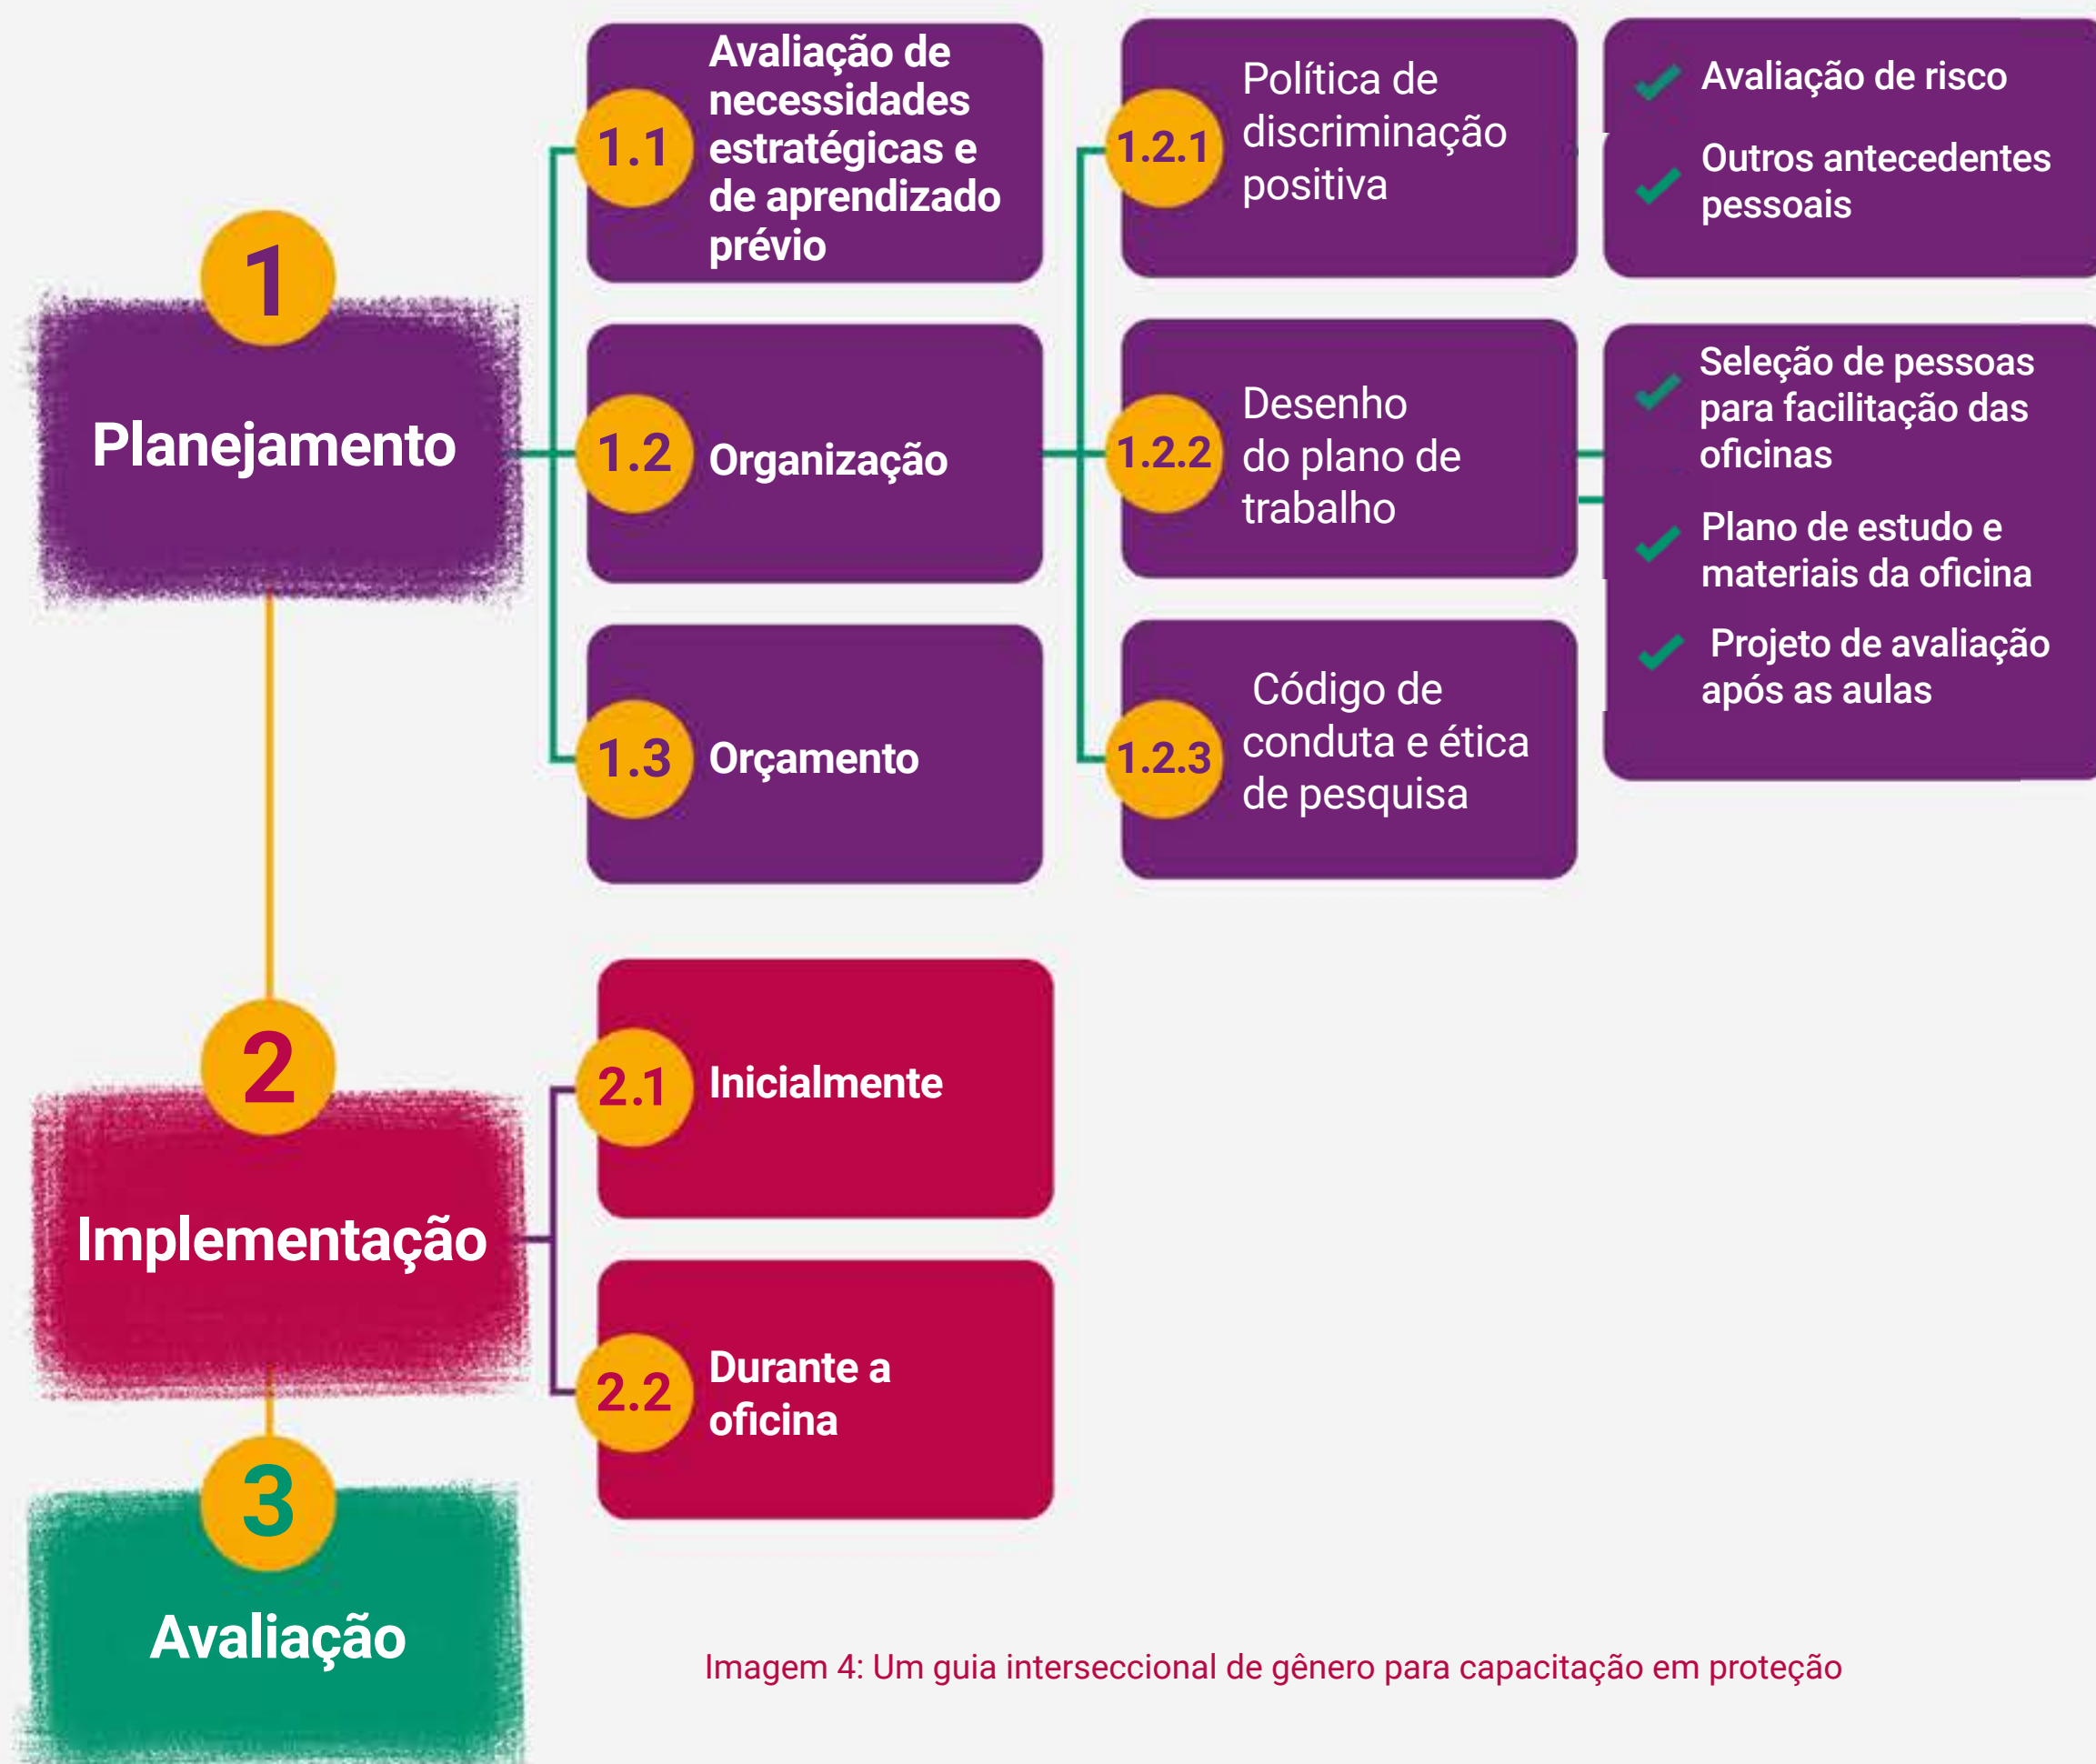 1
Planejamento
1.1
Avaliação de
necessidades
estratégicas e
de aprendizado
prévio
1.2
Organização
1.3
Orçamento
1.2.1
Política de
discriminação
positiva
Avaliação de risco
Outros antecedentes
pessoais
1.2.2
Desenho
do plano de
trabalho
Seleção de pessoas
para facilitação das
oficinas
Plano de estudo e
materiais da oficina
Projeto de avaliação
após as aulas
1.2.3
Código de
conduta e ética
de pesquisa
2
Implementação
2.1
Inicialmente
2.2
Durante a
oficina
3
Avaliação
Imagem 4: Um guia interseccional de gênero para capacitação em proteção